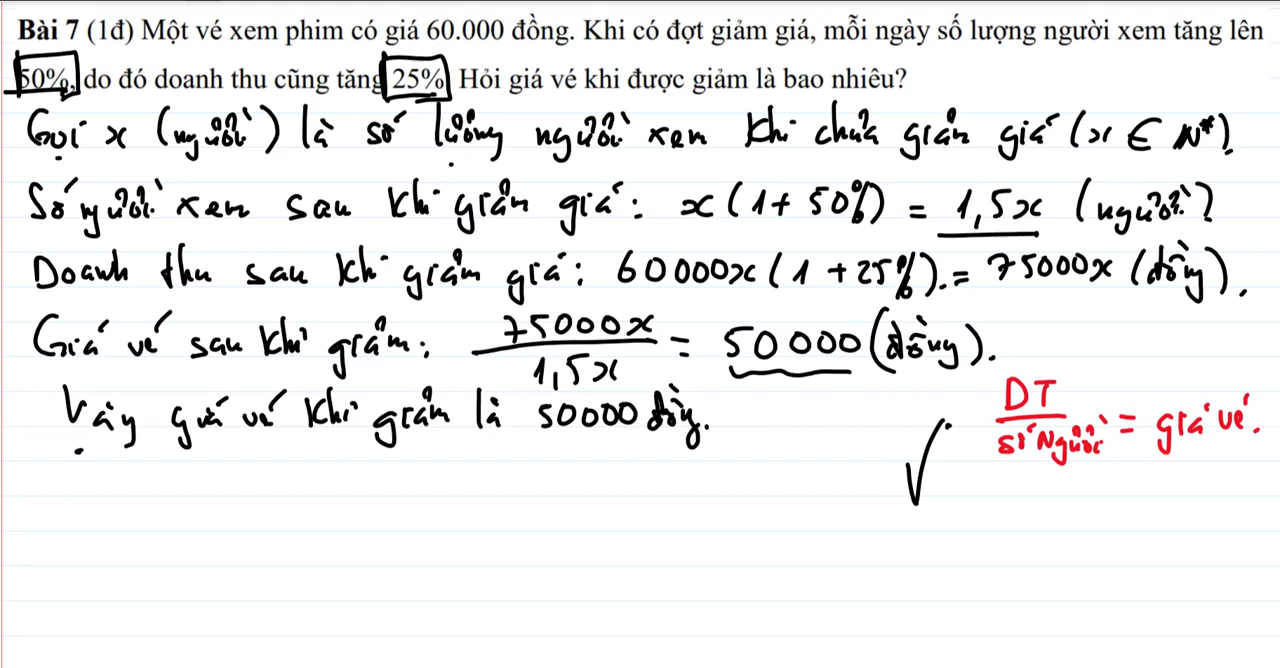 Bài 7 (1đ) Một vé xem phim có giá 60.000 đồng. Khi có đợt giảm giá, mỗi ngày số lượng người xem tăng lên
50%, do đó doanh thu cũng tăng 25% Hỏi giá vé khi được giảm là bao nhiêu?
Gọi x (người) là số lượng người xem khi chưa giảm giá (x ∈ N*)
Số người xem sau khi giảm giá: x(1 + 50%) = 1,5x (người)
Doanh thu sau khi giảm giá: 60000x(1 + 25%) = 75000x (đồng).
Giá vé sau khi giảm: 75000x / 1,5x = 50000 (đồng).
Vậy giá vé khi giảm là 50000 đồng.
DT / số người = giá vé.